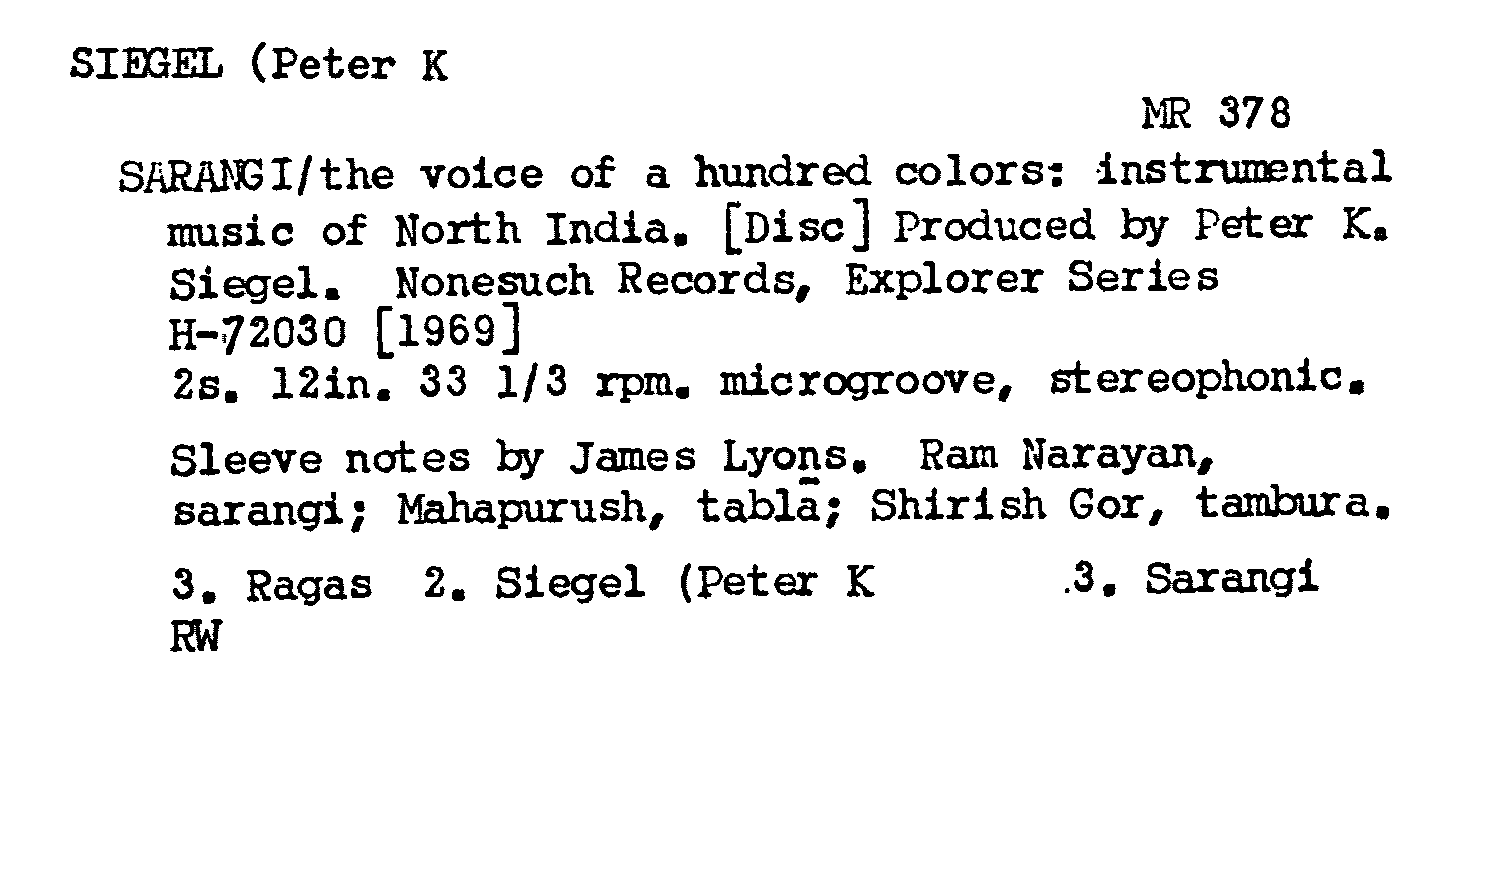 SIEGEL (Peter K
MR 378
SARANGI/the voice of a hundred colors: instrumental
music of North India. [Disc] Produced by Peter K.
Siegel. Nonesuch Records, Explorer Series
H-72030 [1969]
2s. 12in. 33 1/3 rpm. microgroove, stereophonic.
Sleeve notes by James Lyons. Ram Narayan,
sarangi; Mahapurush, tablā; Shirish Gor, tambura.
3. Ragas 2. Siegel (Peter K .3. Sarangi
RW